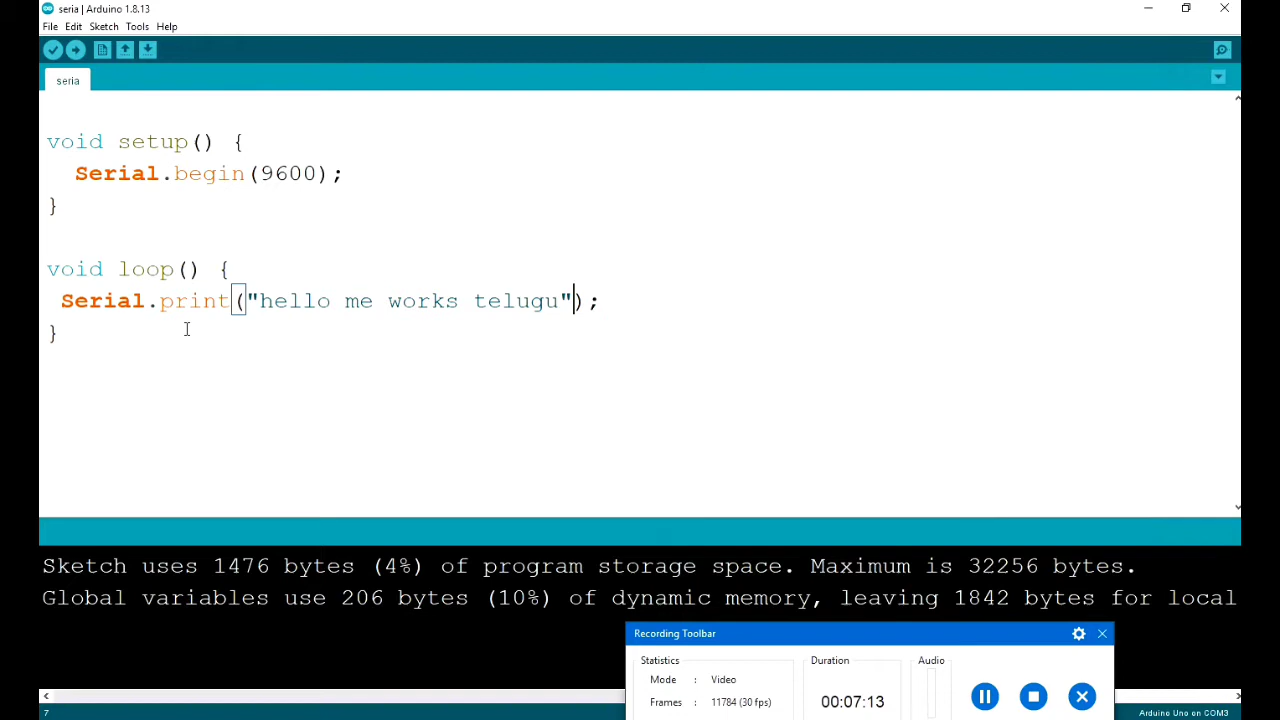 seria | Arduino 1.8.13
File Edit Sketch Tools Help
seria
void setup() {
Serial.begin(9600);
}
void loop() {
Serial.print("hello me works telugu");
}
Sketch uses 1476 bytes (4%) of program storage space. Maximum is 32256 bytes.
Global variables use 206 bytes (10%) of dynamic memory, leaving 1842 bytes for local
Recording Toolbar
Statistics
Mode : Video
Frames : 11784 (30 fps)
Duration
00:07:13
Audio
7
Arduino Uno on COM3